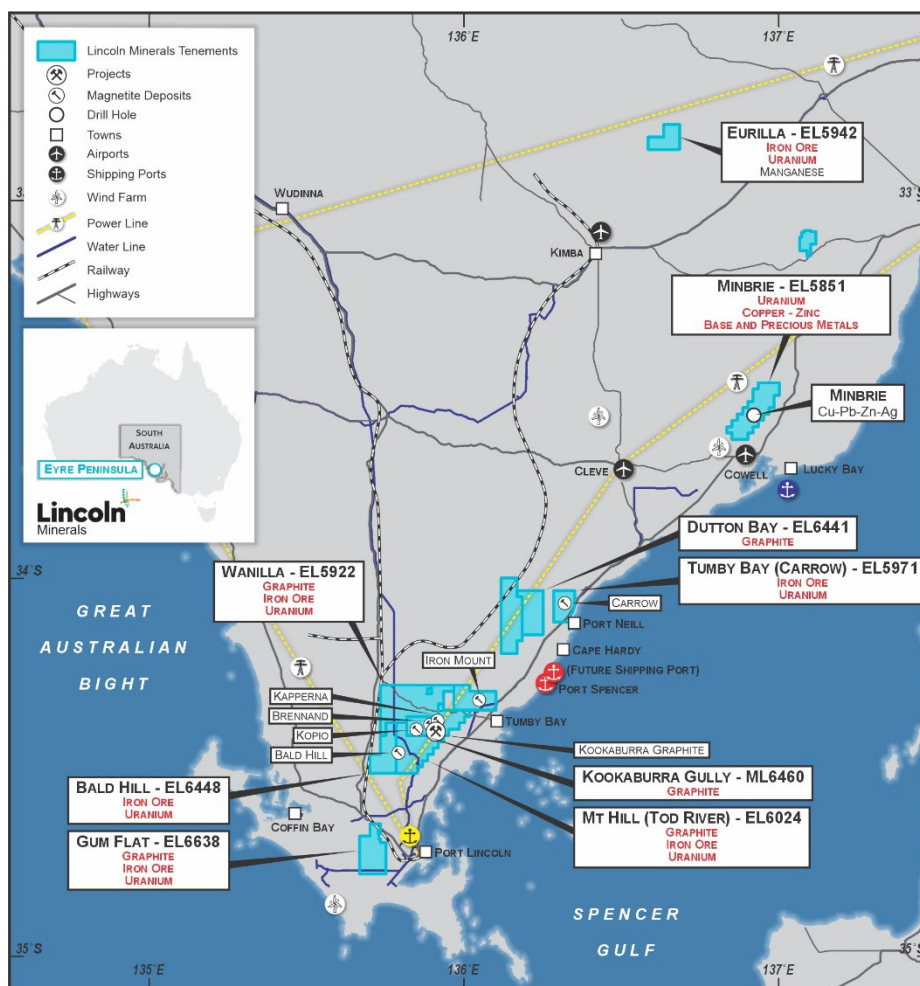 136°E
137°E
Lincoln Minerals Tenements
Projects
Magnetite Deposits
Drill Hole
Towns
Airports
Shipping Ports
Wind Farm
Power Line
Water Line
Railway
Highways
EURILLA - EL5942
IRON ORE
URANIUM
MANGANESE
33°S
WUDINNA
KIMBA
MINBRIE - EL5851
URANIUM
COPPER - ZINC
BASE AND PRECIOUS METALS
SOUTH
AUSTRALIA
EYRE PENINSULA
Lincoln
Minerals
MINBRIE
Cu-Pb-Zn-Ag
CLEVE
COWELL
LUCKY BAY
DUTTON BAY - EL6441
GRAPHITE
WANILLA - EL5922
GRAPHITE
IRON ORE
URANIUM
TUMBY BAY (CARROW) - EL5971
IRON ORE
URANIUM
34°S
34°S
CARROW
PORT NEILL
GREAT
AUSTRALIAN
BIGHT
CAPE HARDY
IRON MOUNT
(FUTURE SHIPPING PORT)
PORT SPENCER
KAPPERNA
BRENNAND
KOPIO
BALD HILL
TUMBY BAY
KOOKABURRA GRAPHITE
KOOKABURRA GULLY - ML6460
GRAPHITE
BALD HILL - EL6448
IRON ORE
URANIUM
MT HILL (TOD RIVER) - EL6024
GRAPHITE
IRON ORE
URANIUM
COFFIN BAY
GUM FLAT - EL6638
GRAPHITE
IRON ORE
URANIUM
PORT LINCOLN
SPENCER
GULF
35°S
35°S
135°E
136°E
137°E